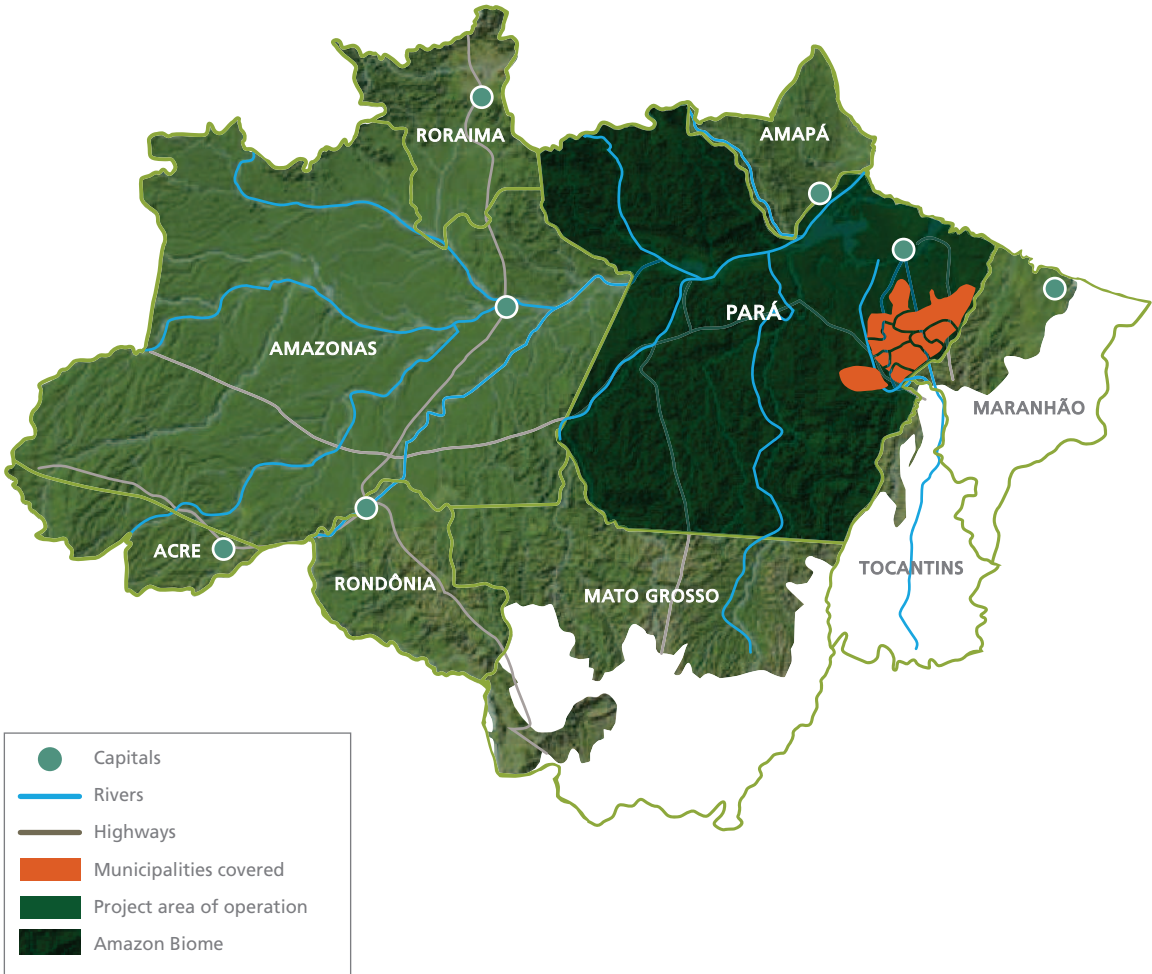 RORAIMA
AMAPÁ
PARÁ
AMAZONAS
MARANHÃO
ACRE
RONDÔNIA
MATO GROSSO
TOCANTINS
Capitals
Rivers
Highways
Municipalities covered
Project area of operation
Amazon Biome